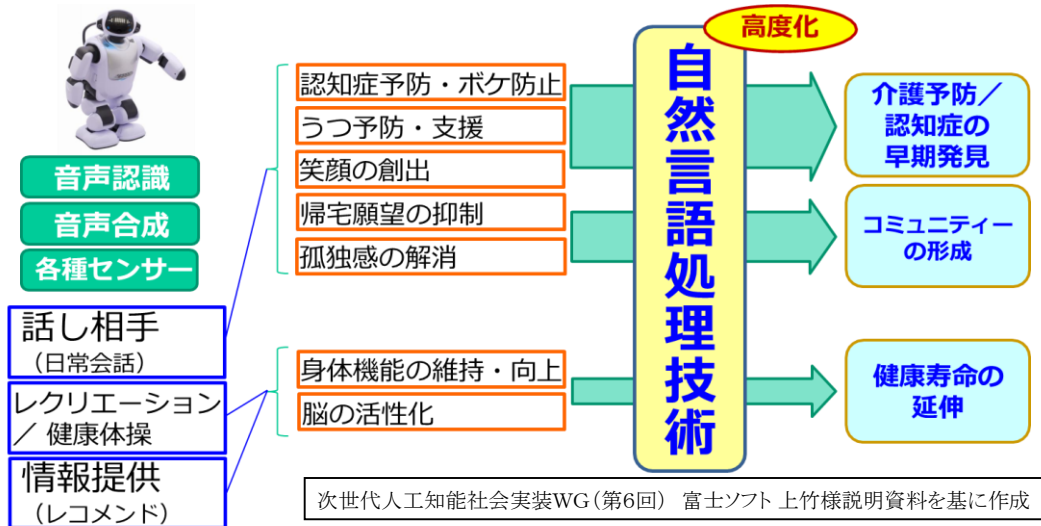 音声認識
音声合成
各種センサー
話し相手
（日常会話）
レクリエーション
／ 健康体操
情報提供
（レコメンド）
認知症予防・ボケ防止
うつ予防・支援
笑顔の創出
帰宅願望の抑制
孤独感の解消
身体機能の維持・向上
脳の活性化
高度化
自然言語処理技術
介護予防／
認知症の
早期発見
コミュニティー
の形成
健康寿命の
延伸
次世代人工知能社会実装WG（第6回） 富士ソフト 上竹様説明資料を基に作成